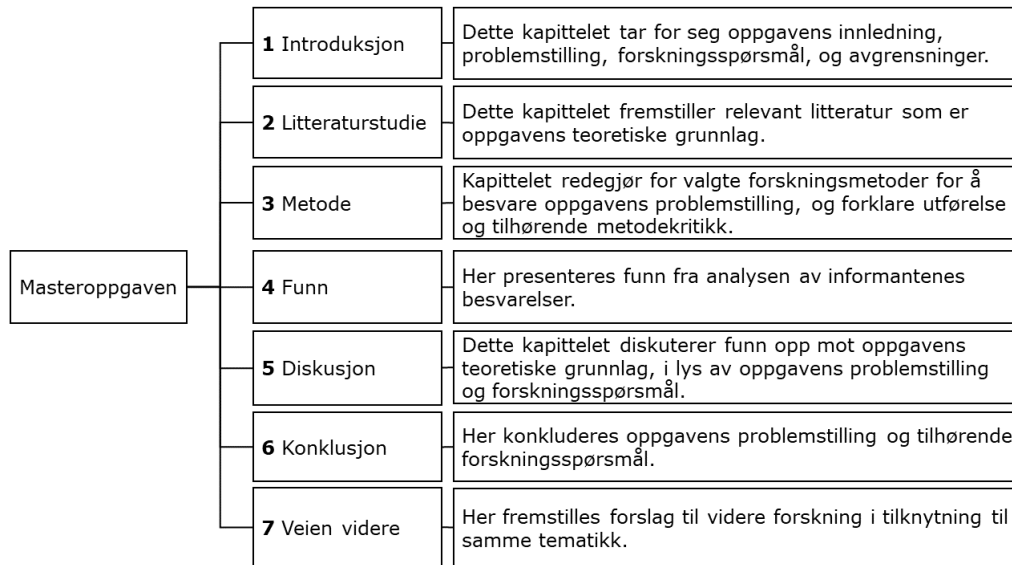 1 Introduksjon
Dette kapittelet tar for seg oppgavens innledning,
problemstilling, forskningsspørsmål, og avgrensninger.
2 Litteraturstudie
Dette kapittelet fremstiller relevant litteratur som er
oppgavens teoretiske grunnlag.
3 Metode
Kapittelet redegjør for valgte forskningsmetoder for å
besvare oppgavens problemstilling, og forklare utførelse
og tilhørende metodekritikk.
Masteroppgaven
4 Funn
Her presenteres funn fra analysen av informantenes
besvarelser.
5 Diskusjon
Dette kapittelet diskuterer funn opp mot oppgavens
teoretiske grunnlag, i lys av oppgavens problemstilling
og forskningsspørsmål.
6 Konklusjon
Her konkluderes oppgavens problemstilling og tilhørende
forskningsspørsmål.
7 Veien videre
Her fremstilles forslag til videre forskning i tilknytning til
samme tematikk.